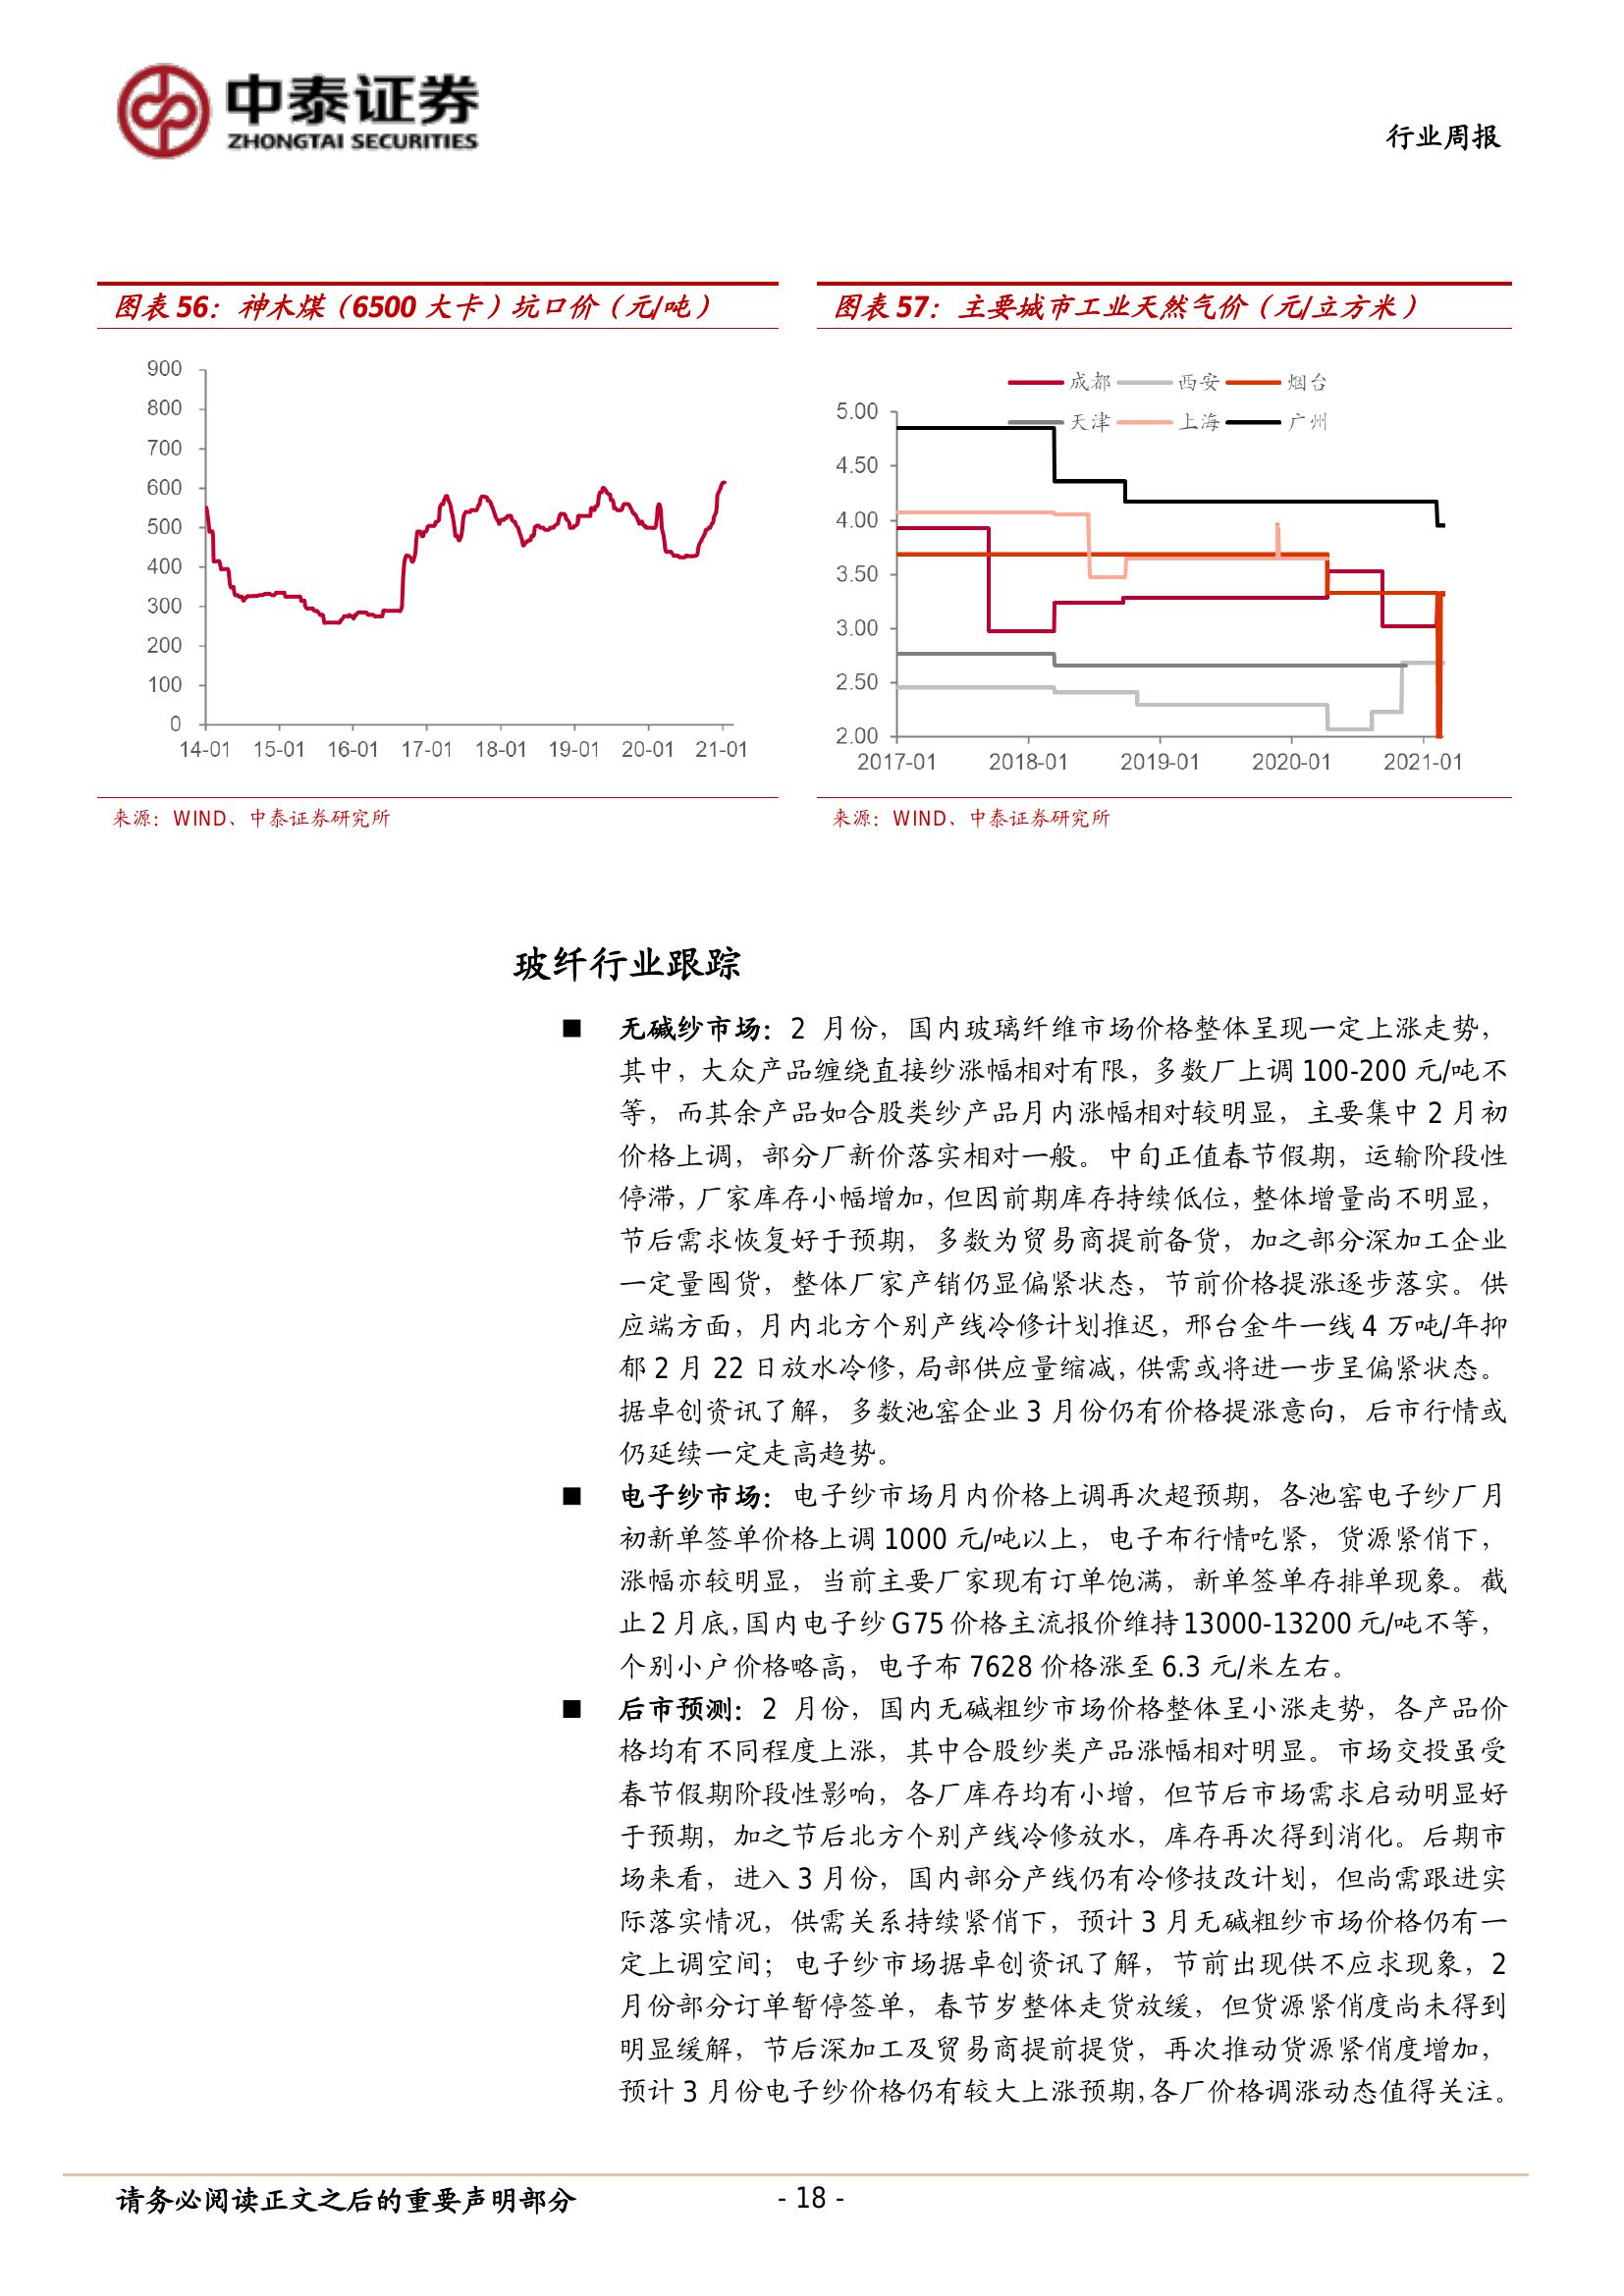 中泰证券
ZHONGTAI SECURITIES
行业周报
图表 56：神木煤（6500 大卡）坑口价（元/吨）
900
800
700
600
500
400
300
200
100
0
14-01 15-01 16-01 17-01 18-01 19-01 20-01 21-01
来源：WIND、中泰证券研究所
图表 57：主要城市工业天然气价（元/立方米）
成都 西安 烟台
天津 上海 广州
5.00
4.50
4.00
3.50
3.00
2.50
2.00
2017-01 2018-01 2019-01 2020-01 2021-01
来源：WIND、中泰证券研究所
玻纤行业跟踪
■ 无碱纱市场：2 月份，国内玻璃纤维市场价格整体呈现一定上涨走势，
其中，大众产品缠绕直接纱涨幅相对有限，多数厂上调 100-200 元/吨不
等，而其余产品如合股类纱产品月内涨幅相对较明显，主要集中 2 月初
价格上调，部分厂新价落实相对一般。中旬正值春节假期，运输阶段性
停滞，厂家库存小幅增加，但因前期库存持续低位，整体增量尚不明显，
节后需求恢复好于预期，多数为贸易商提前备货，加之部分深加工企业
一定量囤货，整体厂家产销仍显偏紧状态，节前价格提涨逐步落实。供
应端方面，月内北方个别产线冷修计划推迟，邢台金牛一线 4 万吨/年抑
郁 2 月 22 日放水冷修，局部供应量缩减，供需或将进一步呈偏紧状态。
据卓创资讯了解，多数池窑企业 3 月份仍有价格提涨意向，后市行情或
仍延续一定走高趋势。
■ 电子纱市场：电子纱市场月内价格上调再次超预期，各池窑电子纱厂月
初新单签单价格上调 1000 元/吨以上，电子布行情吃紧，货源紧俏下，
涨幅亦较明显，当前主要厂家现有订单饱满，新单签单存排单现象。截
止 2 月底，国内电子纱 G75 价格主流报价维持 13000-13200 元/吨不等，
个别小户价格略高，电子布 7628 价格涨至 6.3 元/米左右。
■ 后市预测：2 月份，国内无碱粗纱市场价格整体呈小涨走势，各产品价
格均有不同程度上涨，其中合股纱类产品涨幅相对明显。市场交投虽受
春节假期阶段性影响，各厂库存均有小增，但节后市场需求启动明显好
于预期，加之节后北方个别产线冷修放水，库存再次得到消化。后期市
场来看，进入 3 月份，国内部分产线仍有冷修技改计划，但尚需跟进实
际落实情况，供需关系持续紧俏下，预计 3 月无碱粗纱市场价格仍有一
定上调空间；电子纱市场据卓创资讯了解，节前出现供不应求现象，2
月份部分订单暂停签单，春节岁整体走货放缓，但货源紧俏度尚未得到
明显缓解，节后深加工及贸易商提前提货，再次推动货源紧俏度增加，
预计 3 月份电子纱价格仍有较大上涨预期，各厂价格调涨动态值得关注。
请务必阅读正文之后的重要声明部分
- 18 -